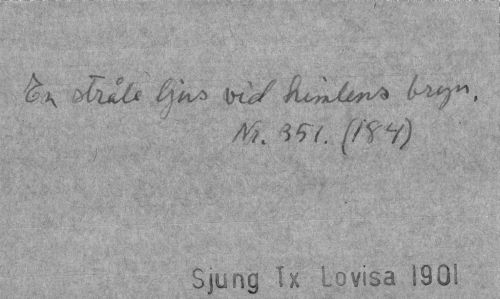 En stråle ljus vid himlens bryn.
Nr. 351. (184)
Sjung Tx Lovisa 1901